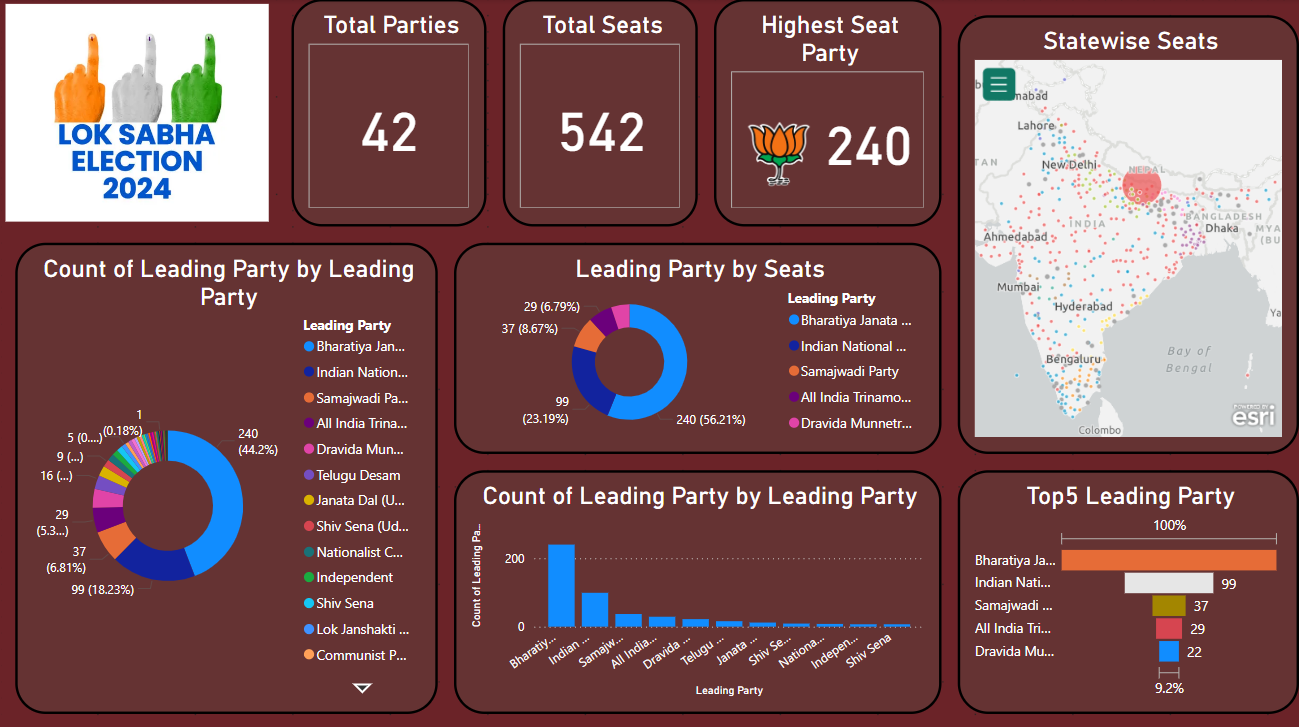 LOK SABHA
ELECTION
2024
Total Parties
42
Total Seats
542
Highest Seat
Party
240
Statewise Seats
mabad
Lahore
TAN
New Delhi
NEPAL
BANGLADESH
INDIA
Dhaka
MYA
(BU
Ahmedabad
Mumbai
Ya
Hyderabad
Bay of
Bengal
Bengaluru
Colombo
POWERED BY
esri
Count of Leading Party by Leading
Party
Leading Party
Bharatiya Jan...
Indian Nation...
Samajwadi Pa...
All India Trina...
Dravida Mun...
Telugu Desam
Janata Dal (U...
Shiv Sena (Ud...
Nationalist C...
Independent
Shiv Sena
Lok Janshakti ...
Communist P...
1
(0.18%)
5 (0....)
9 (...)
16 (...)
29
(5.3...)
37
(6.81%)
99 (18.23%)
240
(44.2%)
Leading Party by Seats
29 (6.79%)
37 (8.67%)
99
(23.19%)
240 (56.21%)
Leading Party
Bharatiya Janata ...
Indian National ...
Samajwadi Party
All India Trinamo...
Dravida Munnetr...
Count of Leading Party by Leading Party
Count of Leading Pa...
200
0
Bharatiy...
Indian ...
Samajw...
All India...
Dravida ...
Telugu ...
Janata ...
Shiv Se...
Nationa...
Indepen...
Shiv Sena
Leading Party
Top5 Leading Party
100%
Bharatiya Ja...
Indian Nati... 99
Samajwadi ... 37
All India Tri... 29
Dravida Mu... 22
9.2%